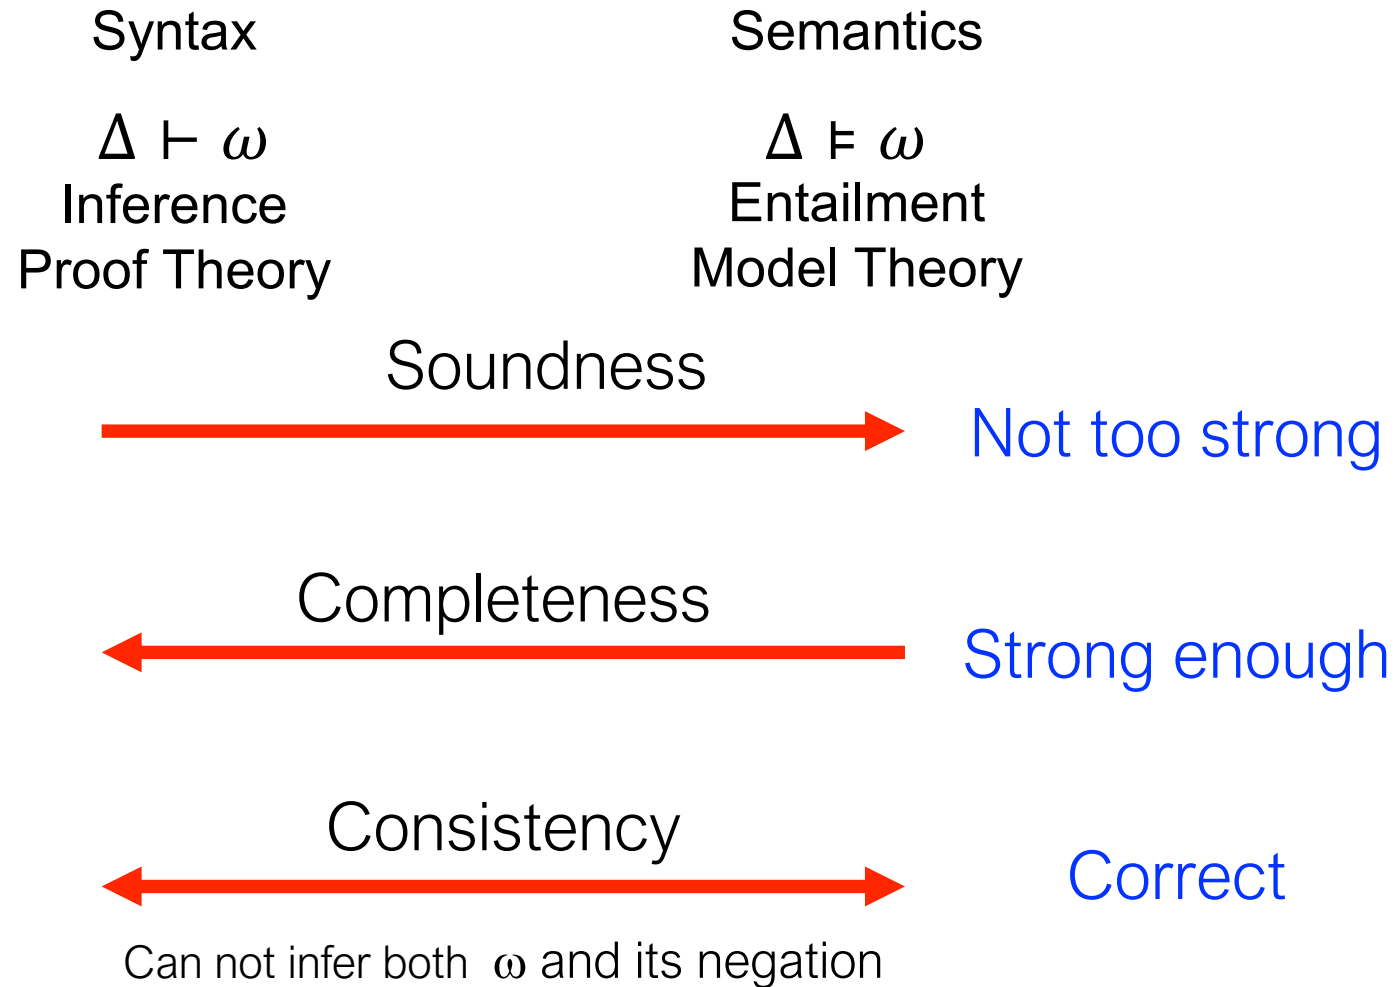 Syntax
Semantics
Δ ⊢ ω
Δ ⊧ ω
Inference
Entailment
Proof Theory
Model Theory
Soundness
Not too strong
Completeness
Strong enough
Consistency
Correct
Can not infer both ω and its negation